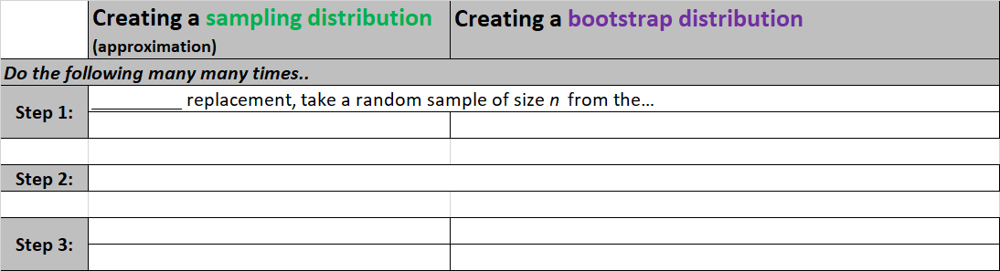 Creating a sampling distribution
(approximation)
Creating a bootstrap distribution
Do the following many many times..
Step 1:
__________ replacement, take a random sample of size n from the...
Step 2:
Step 3: